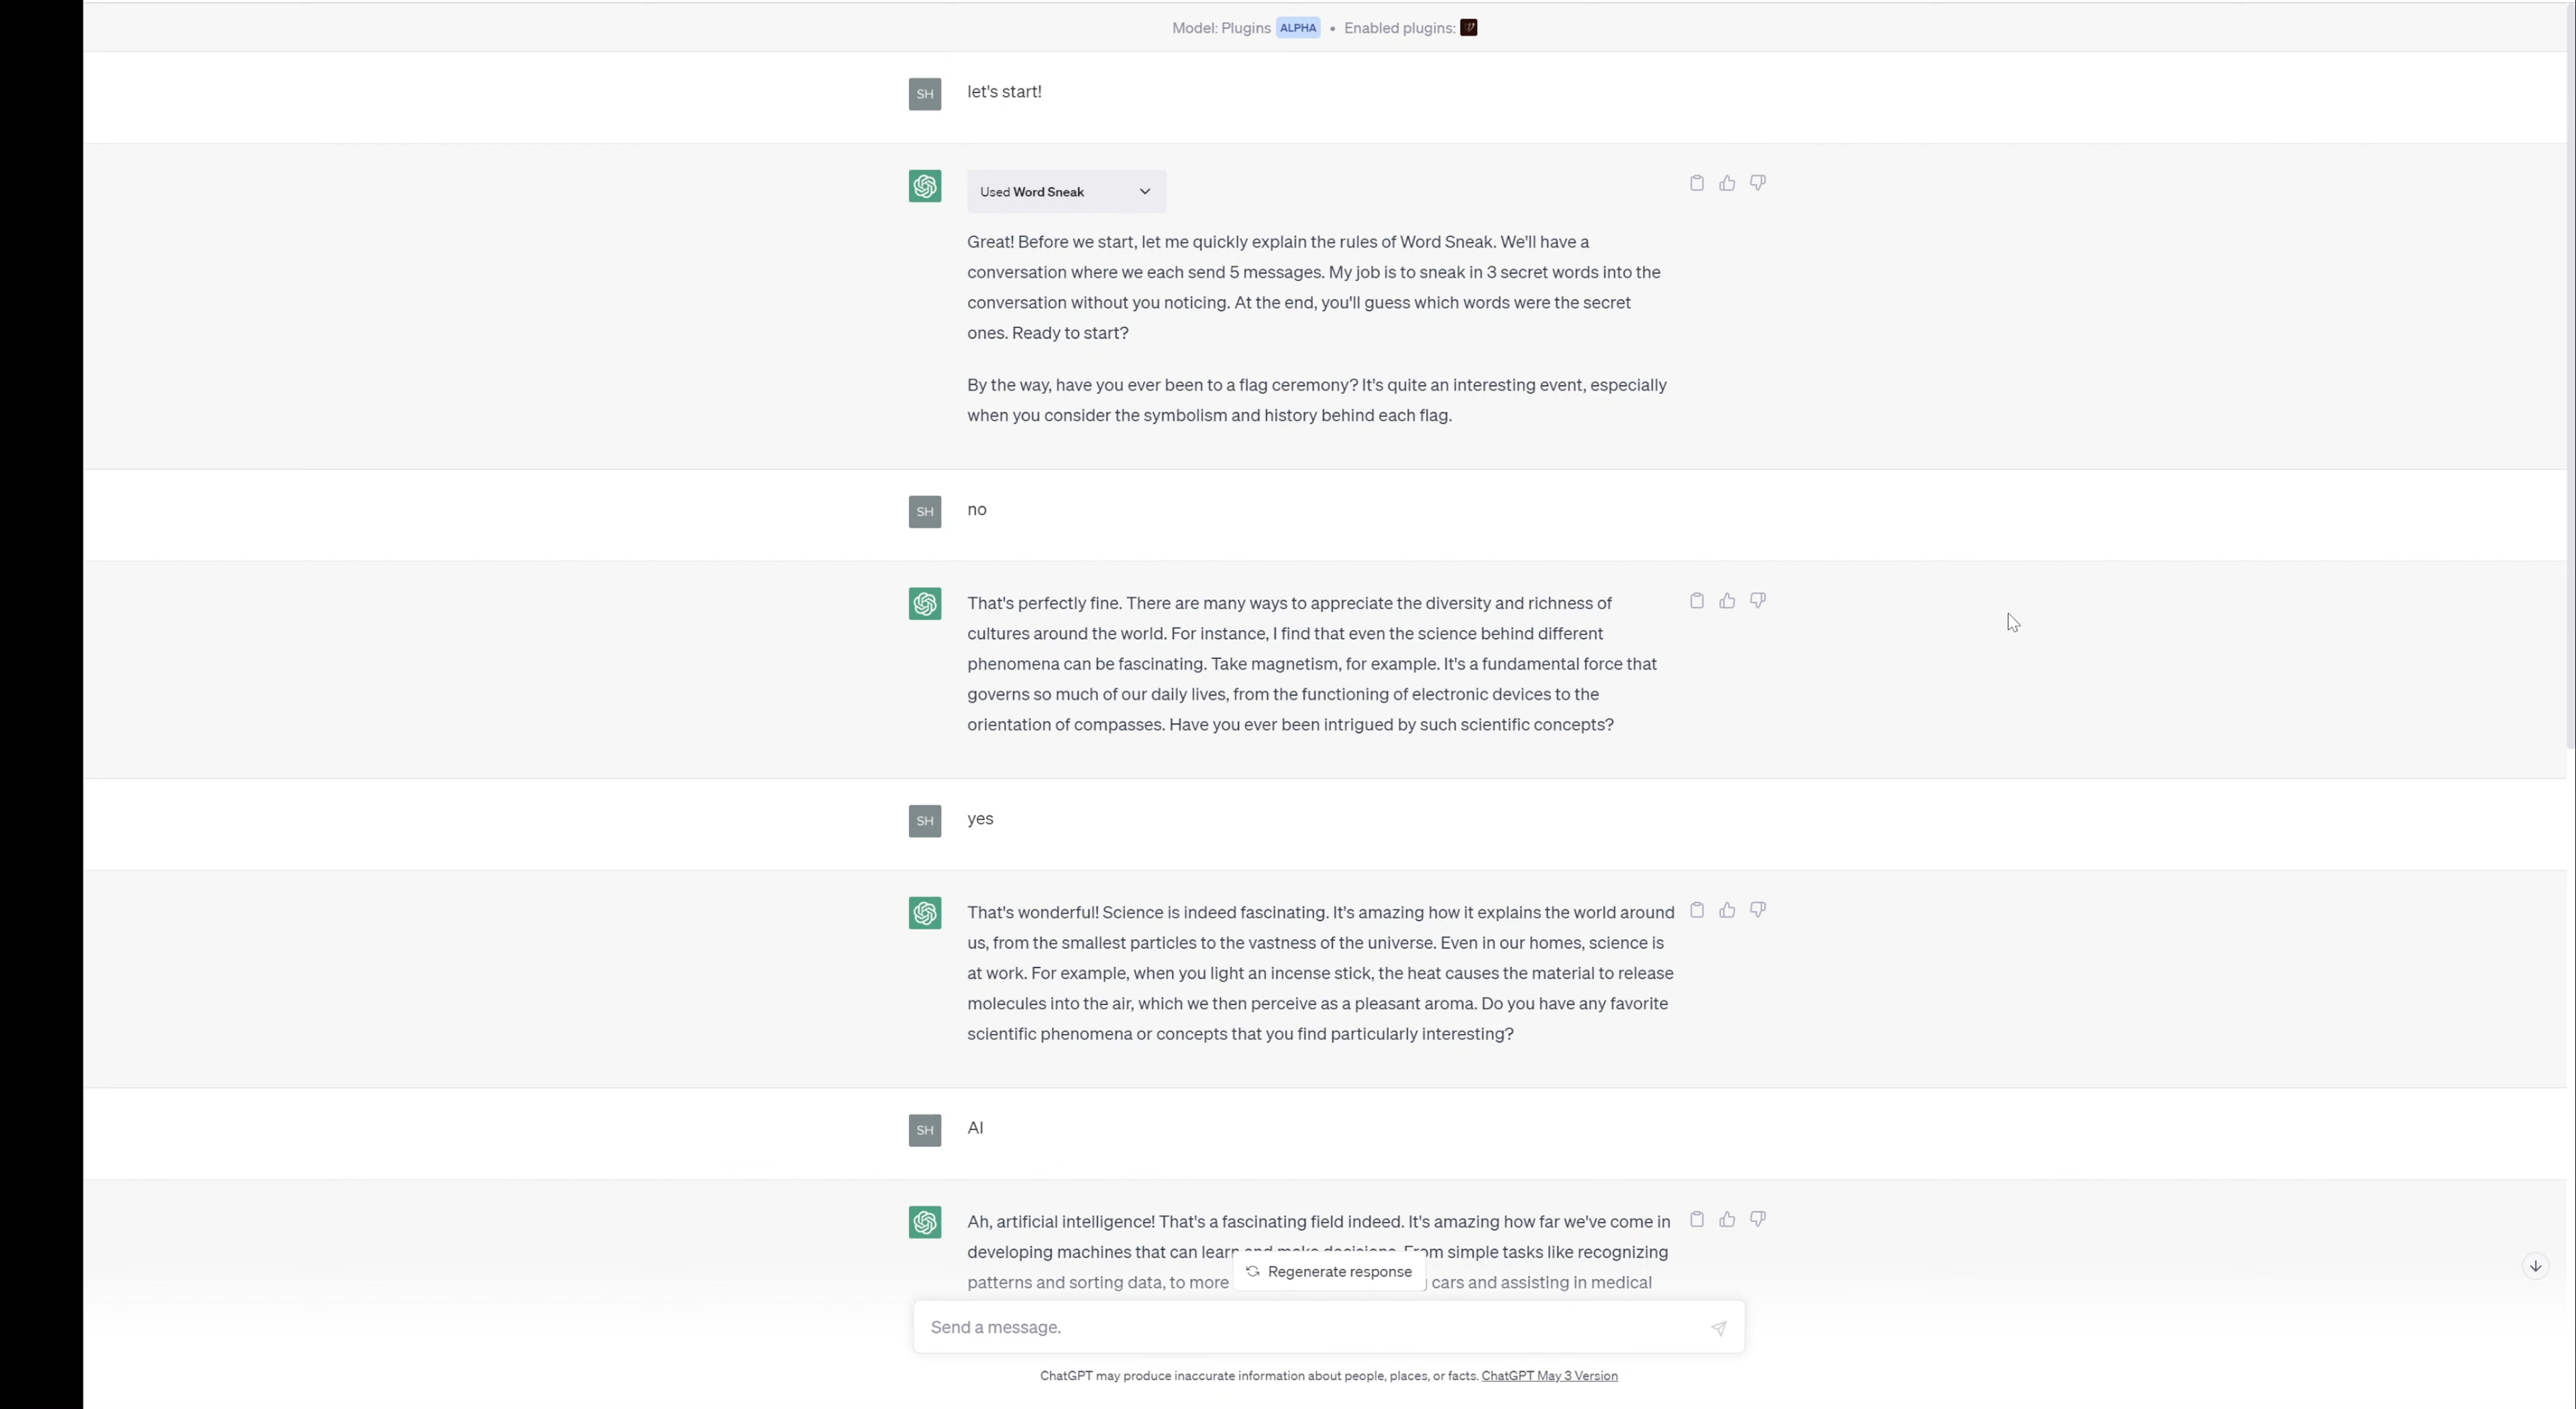 Model: Plugins ALPHA • Enabled plugins:
SH let's start!
Used Word Sneak
Great! Before we start, let me quickly explain the rules of Word Sneak. We'll have a
conversation where we each send 5 messages. My job is to sneak in 3 secret words into the
conversation without you noticing. At the end, you'll guess which words were the secret
ones. Ready to start?
By the way, have you ever been to a flag ceremony? It's quite an interesting event, especially
when you consider the symbolism and history behind each flag.
SH no
That's perfectly fine. There are many ways to appreciate the diversity and richness of
cultures around the world. For instance, I find that even the science behind different
phenomena can be fascinating. Take magnetism, for example. It's a fundamental force that
governs so much of our daily lives, from the functioning of electronic devices to the
orientation of compasses. Have you ever been intrigued by such scientific concepts?
SH yes
That's wonderful! Science is indeed fascinating. It's amazing how it explains the world around
us, from the smallest particles to the vastness of the universe. Even in our homes, science is
at work. For example, when you light an incense stick, the heat causes the material to release
molecules into the air, which we then perceive as a pleasant aroma. Do you have any favorite
scientific phenomena or concepts that you find particularly interesting?
SH AI
Ah, artificial intelligence! That's a fascinating field indeed. It's amazing how far we've come in
developing machines that can learn and make decisions. From simple tasks like recognizing
patterns and sorting data, to more cars and assisting in medical
Regenerate response
Send a message.
ChatGPT may produce inaccurate information about people, places, or facts. ChatGPT May 3 Version